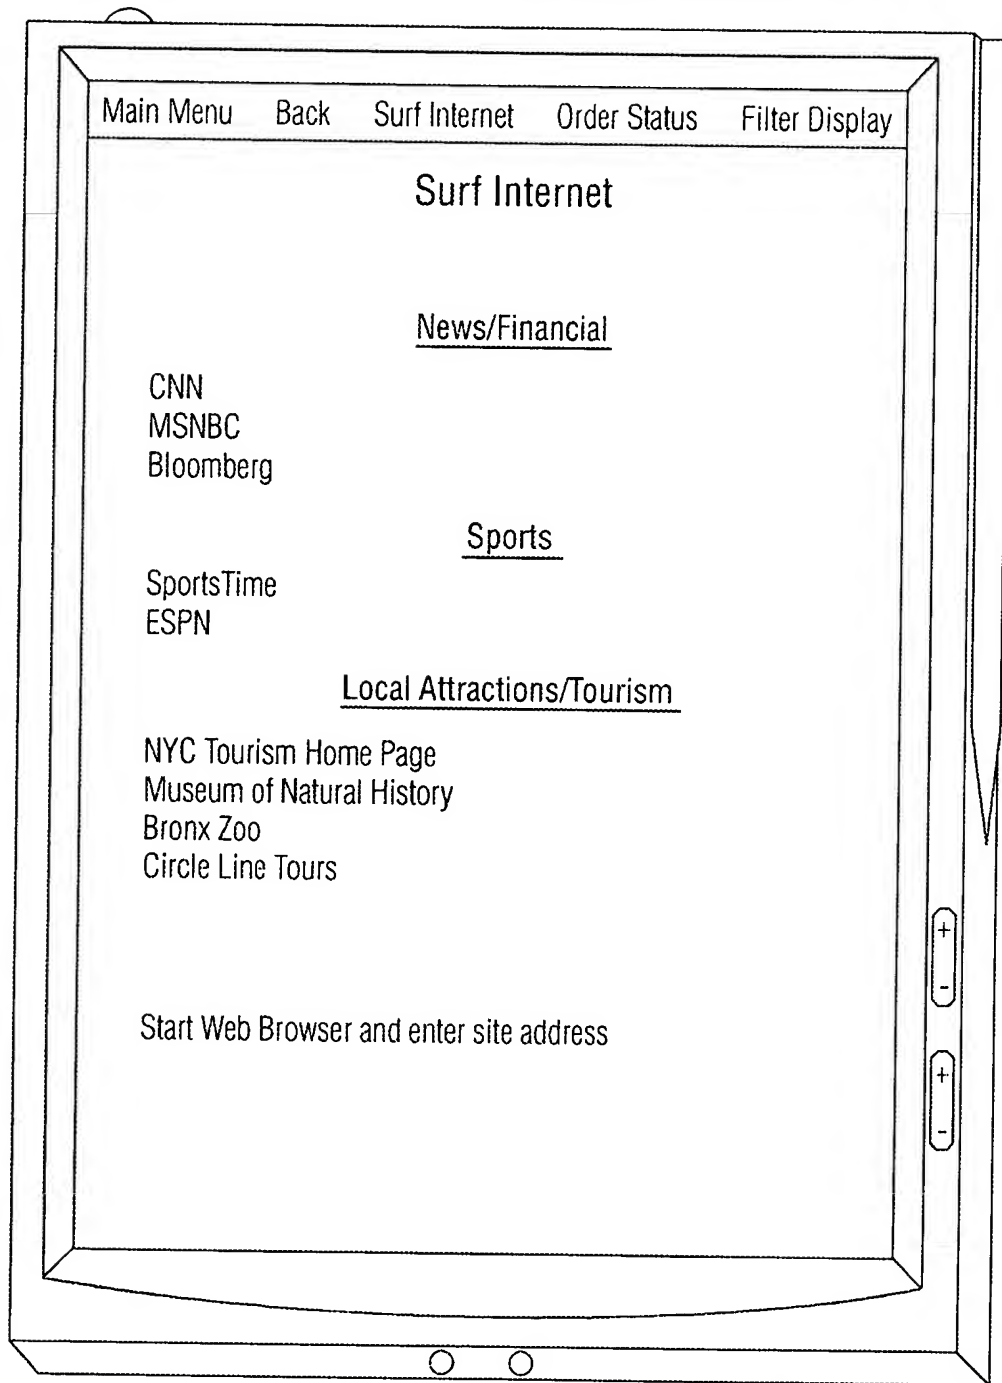 Main Menu Back Surf Internet Order Status Filter Display
Surf Internet
News/Financial
CNN
MSNBC
Bloomberg
Sports
SportsTime
ESPN
Local Attractions/Tourism
NYC Tourism Home Page
Museum of Natural History
Bronx Zoo
Circle Line Tours
+
-
Start Web Browser and enter site address
+
-